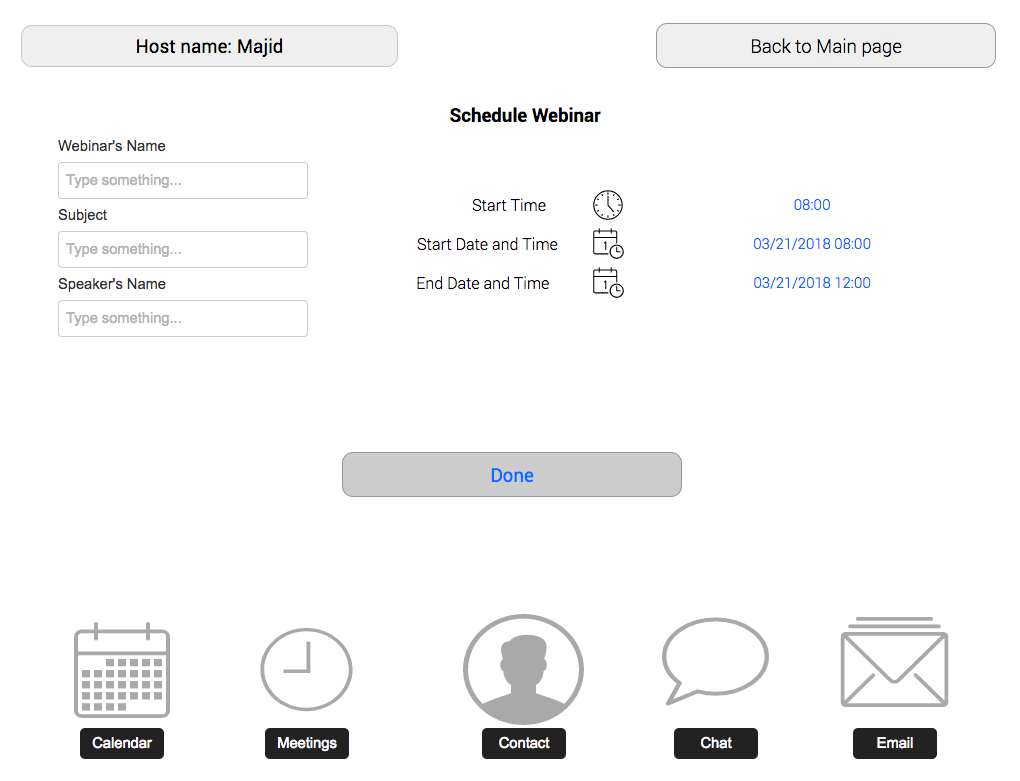 Host name: Majid
Back to Main page
Schedule Webinar
Webinar's Name
Type something...
Subject
Type something...
Speaker's Name
Type something...
Start Time 08:00
Start Date and Time 1 03/21/2018 08:00
End Date and Time 1 03/21/2018 12:00
Done
Calendar
Meetings
Contact
Chat
Email